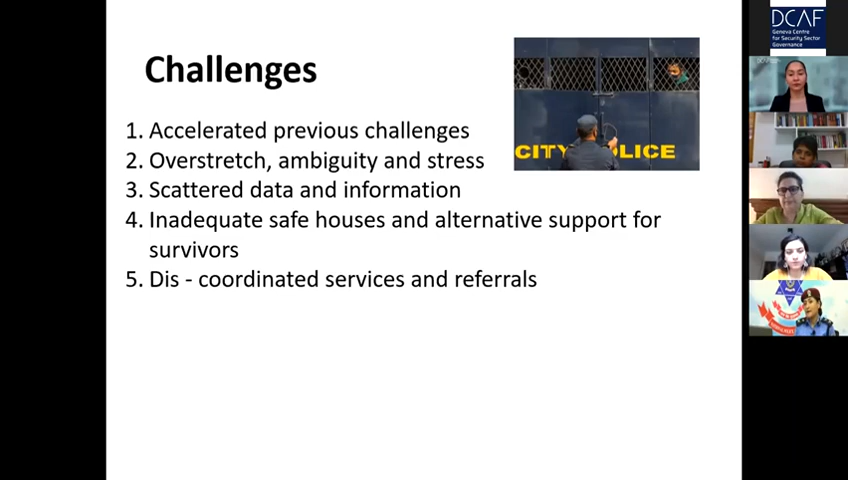 Challenges
1. Accelerated previous challenges
2. Overstretch, ambiguity and stress
3. Scattered data and information
4. Inadequate safe houses and alternative support for
survivors
5. Dis - coordinated services and referrals
CITY
LICE
DCAF
Geneva Centre
for Security Sector
Governance